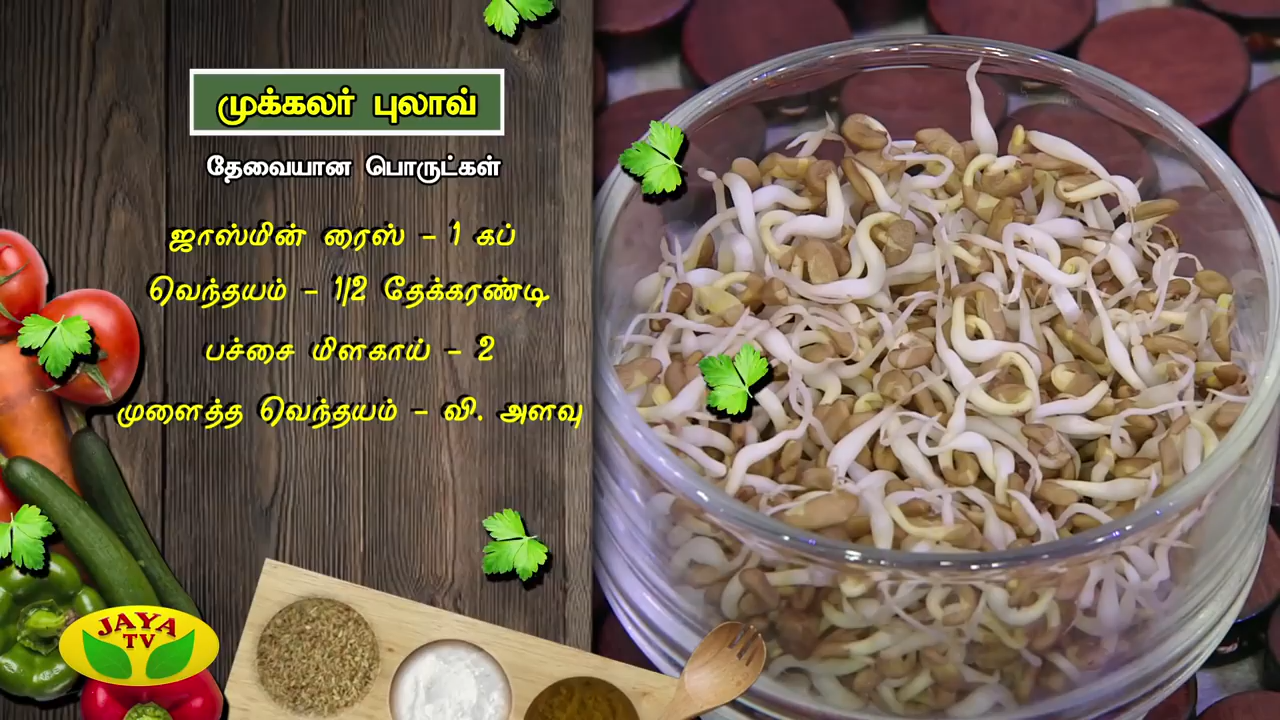 முக்கலர் புலாவ்
தேவையான பொருட்கள்
ஜாஸ்மின் ரைஸ் - 1 கப்
வெந்தயம் - 1/2 தேக்கரண்டி
பச்சை மிளகாய் - 2
முளைத்த வெந்தயம் - வி. அளவு
JAYA
TV